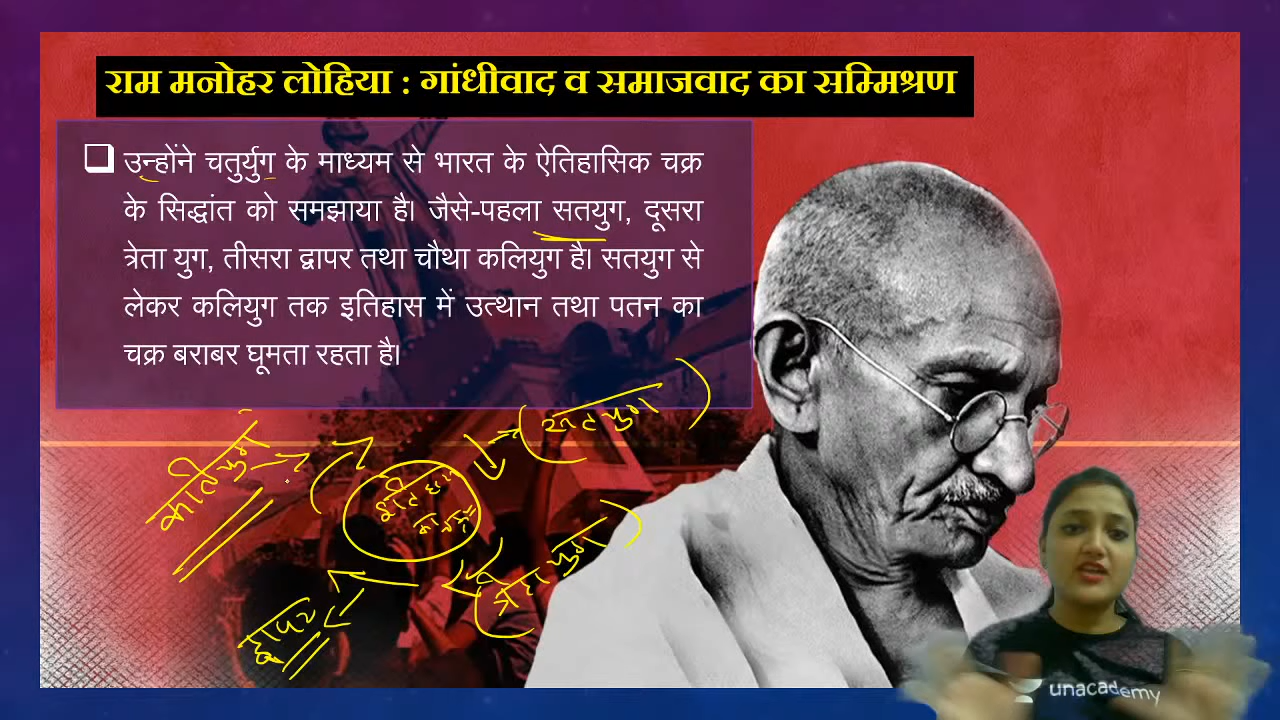 राम मनोहर लोहिया : गांधीवाद व समाजवाद का सम्मिश्रण
❑ उन्होंने चतुर्युग के माध्यम से भारत के ऐतिहासिक चक्र
के सिद्धांत को समझाया है। जैसे-पहला सतयुग, दूसरा
त्रेता युग, तीसरा द्वापर तथा चौथा कलियुग है। सतयुग से
लेकर कलियुग तक इतिहास में उत्थान तथा पतन का
चक्र बराबर घूमता रहता है।
सतयुग
कलियुग
त्रेता युग
द्वापर
unacademy